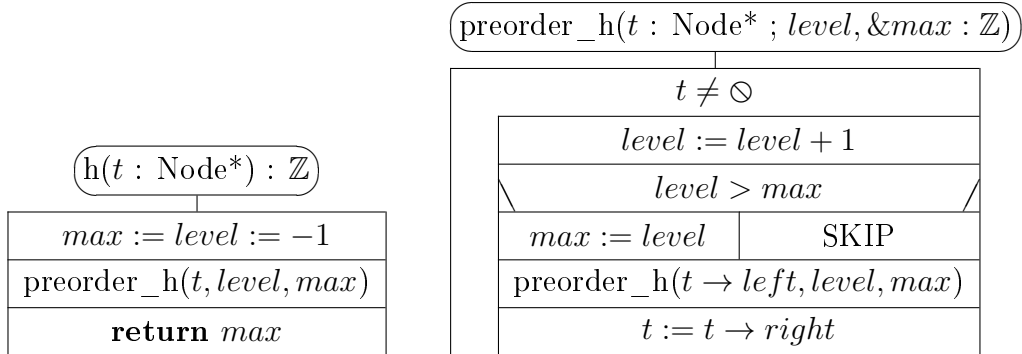 h(t : Node*) : ℤ
max := level := −1
preorder_h(t, level, max)
return max
preorder_h(t : Node* ; level, &max : ℤ)
t ≠ ⦸
level := level + 1
level > max
max := level
SKIP
preorder_h(t → left, level, max)
t := t → right